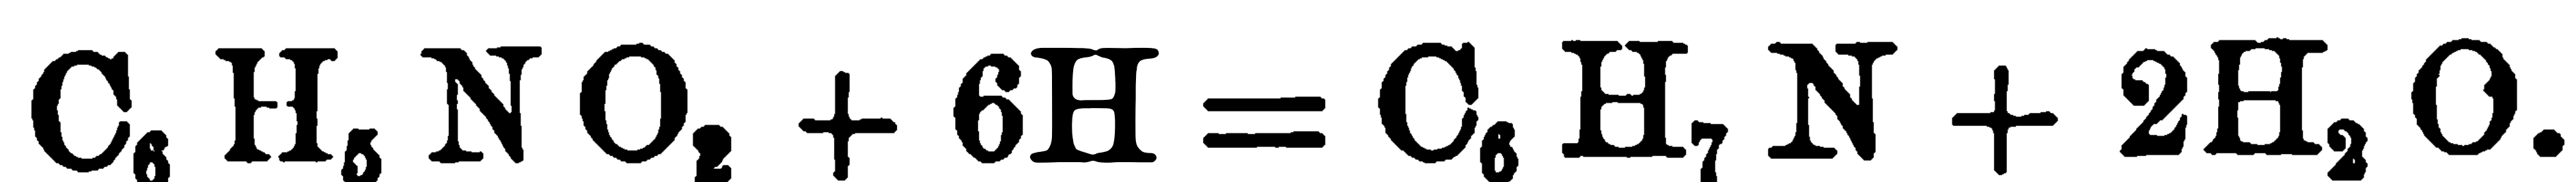 C₆ H₅ N O₂ + 6H = C₆ H₇ N + 2H₂ O.